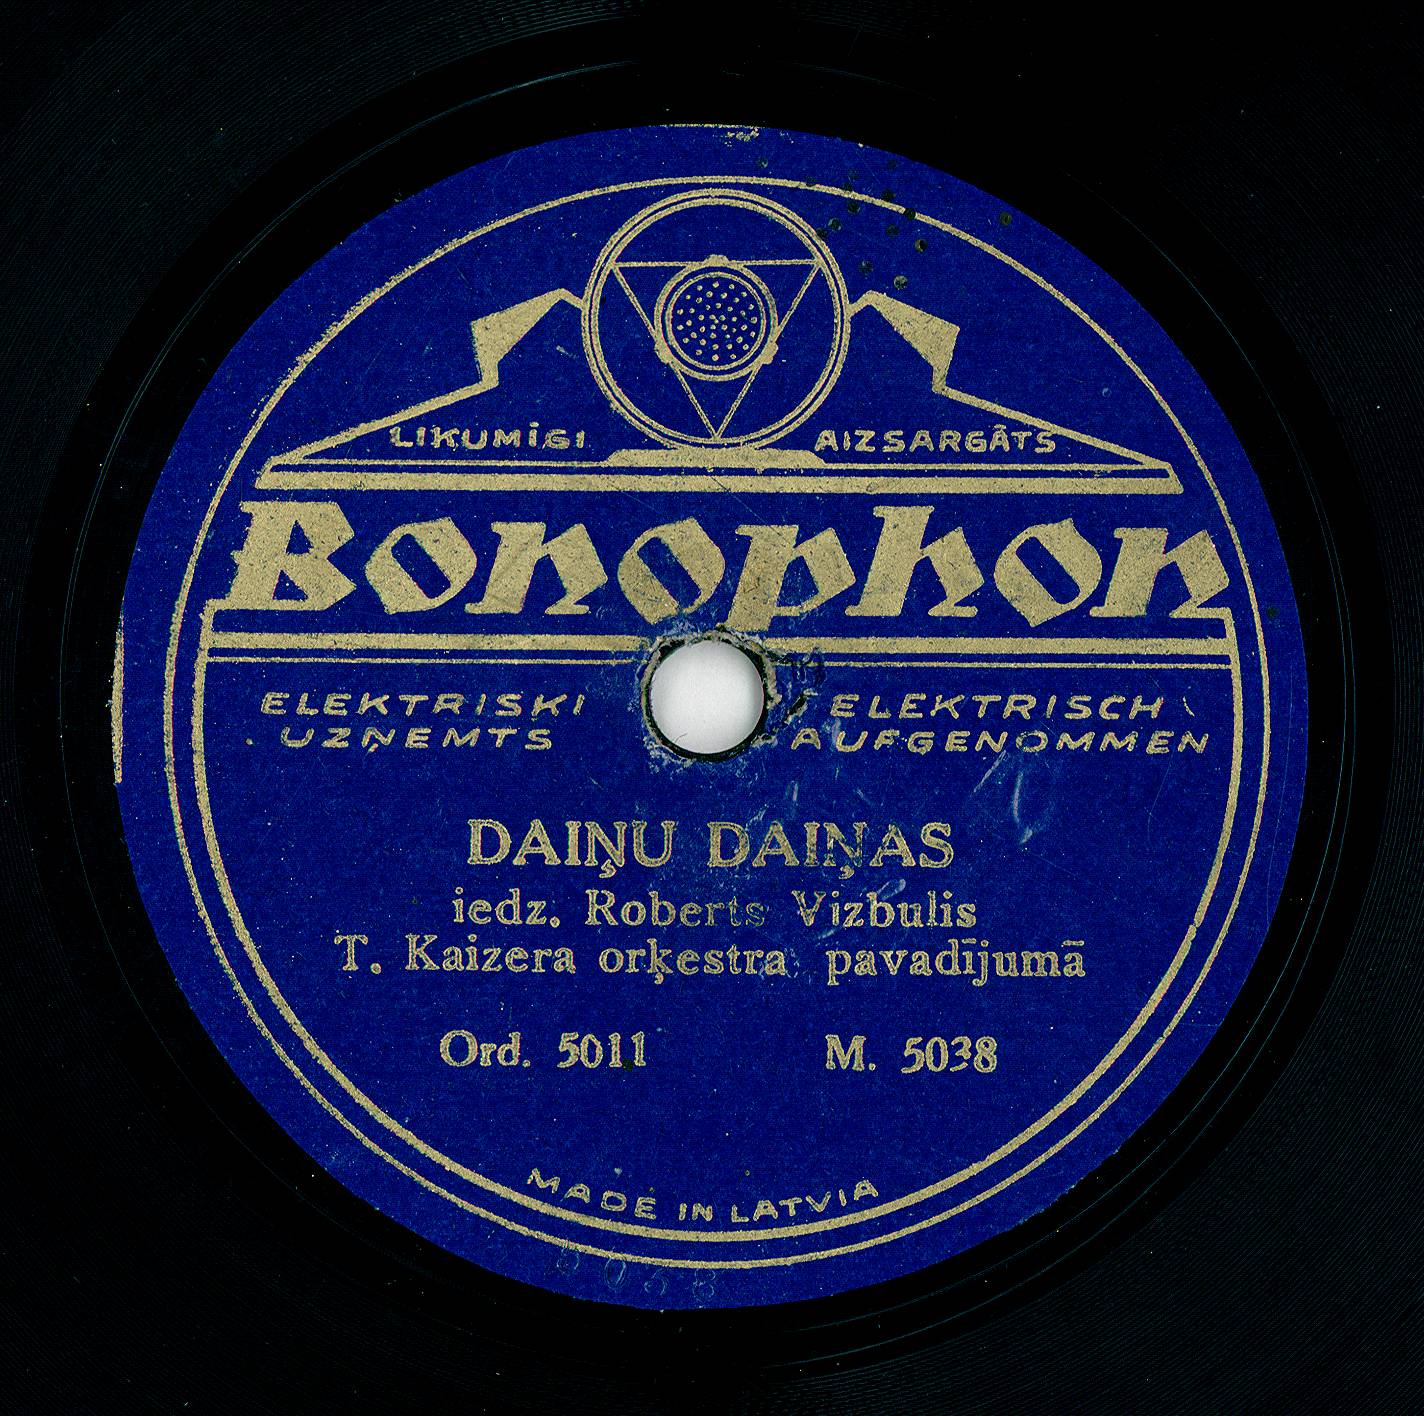 LIKUMĪGI AIZSARGĀTS
Bonophon
ELEKTRISKI ELEKTRISCH
UZŅEMTS AUFGENOMMEN
DAIŅU DAIŅAS
iedz. Roberts Vizbulis
T. Kaizera orķestra pavadījumā
Ord. 5011 M. 5038
MADE IN LATVIA
5038